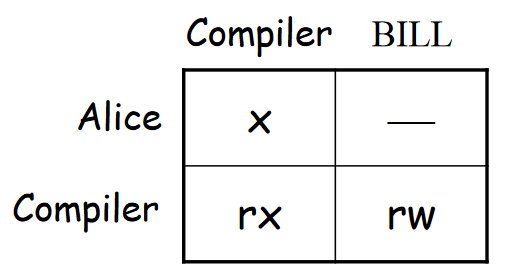 Compiler BILL
Alice x —
Compiler rx rw